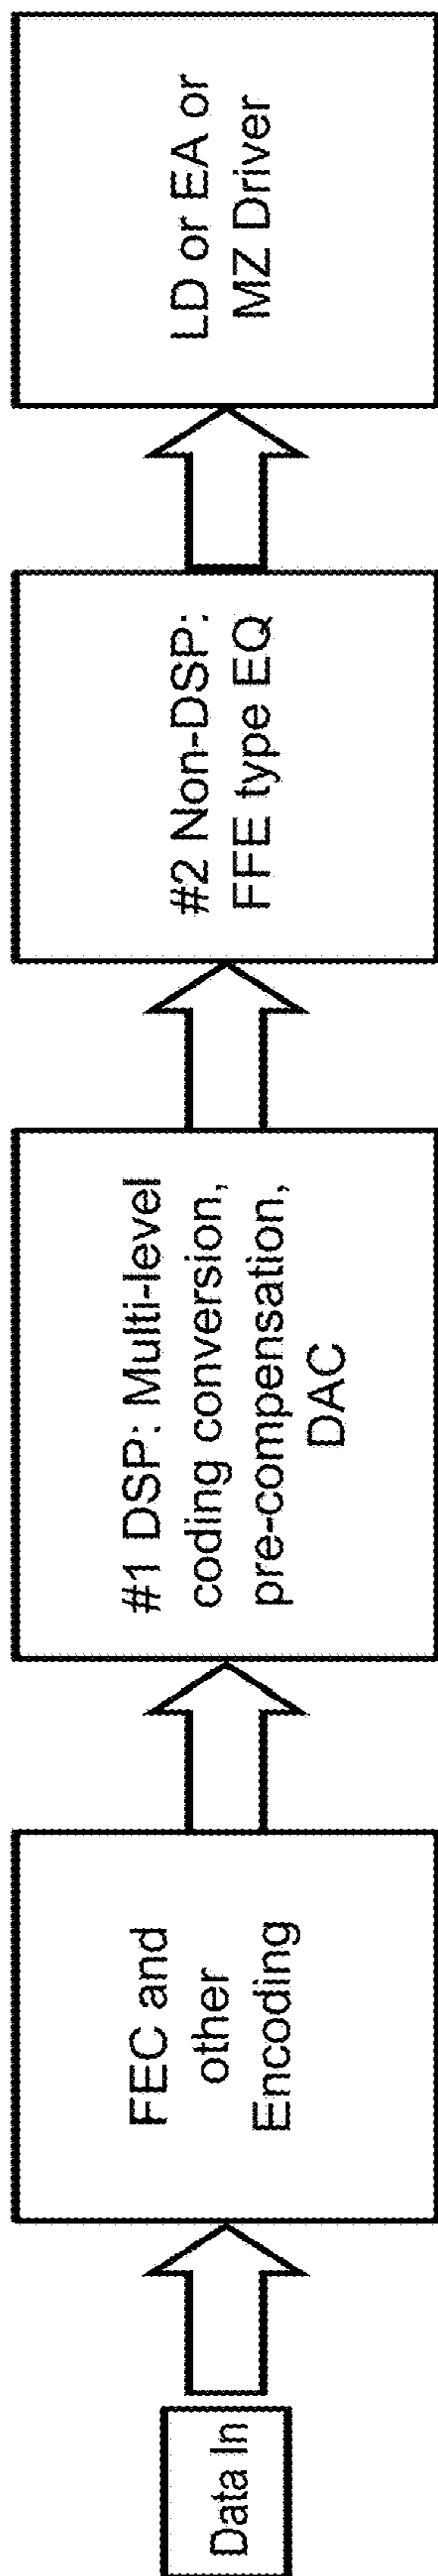 Data In
FEC and
other
Encoding
#1 DSP: Multi-level
coding conversion,
pre-compensation,
DAC
#2 Non-DSP:
FFE type EQ
LD or EA or
MZ Driver